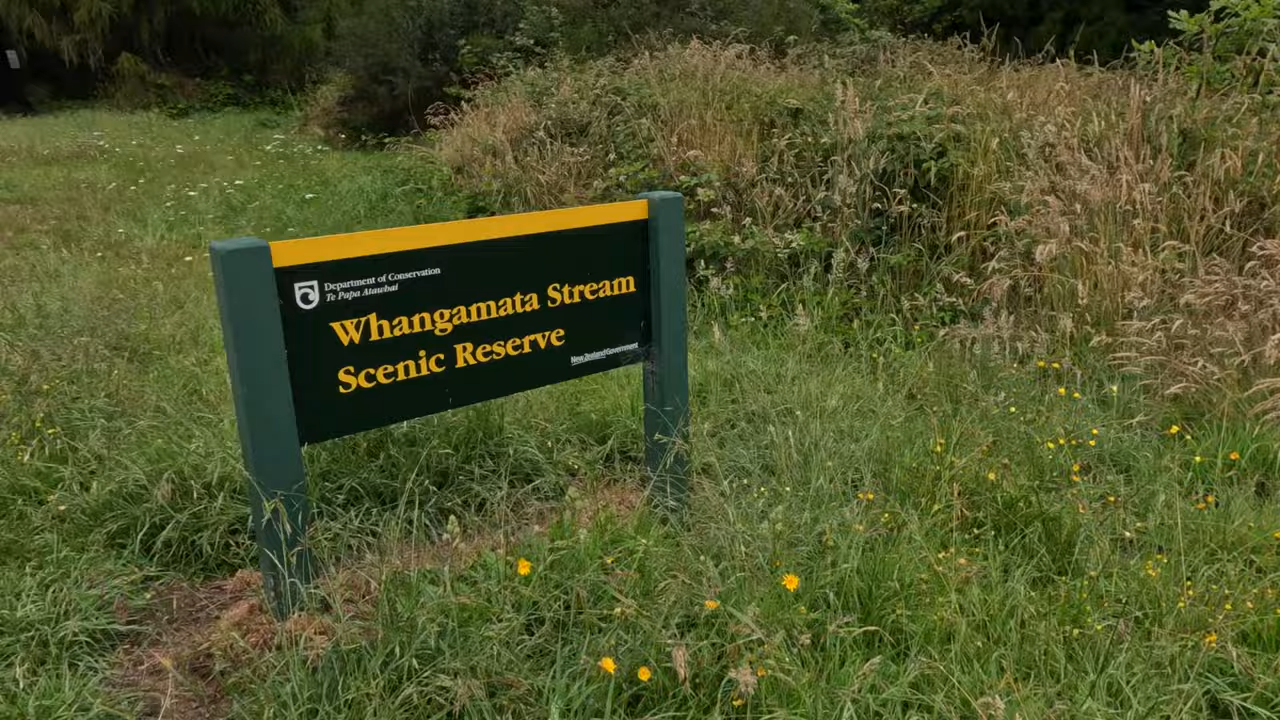 Department of Conservation
Te Papa Atawhai
Whangamata Stream
Scenic Reserve
New Zealand Government